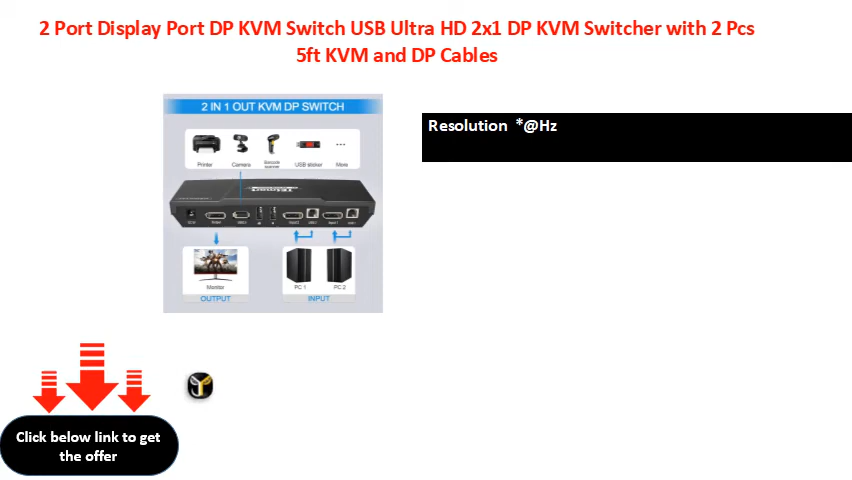 2 Port Display Port DP KVM Switch USB Ultra HD 2x1 DP KVM Switcher with 2 Pcs
5ft KVM and DP Cables
2 IN 1 OUT KVM DP SWITCH
Resolution *@Hz
Printer Camera Barcode scanner USB sticker More
Monitor PC 1 PC 2
OUTPUT INPUT
Click below link to get
the offer